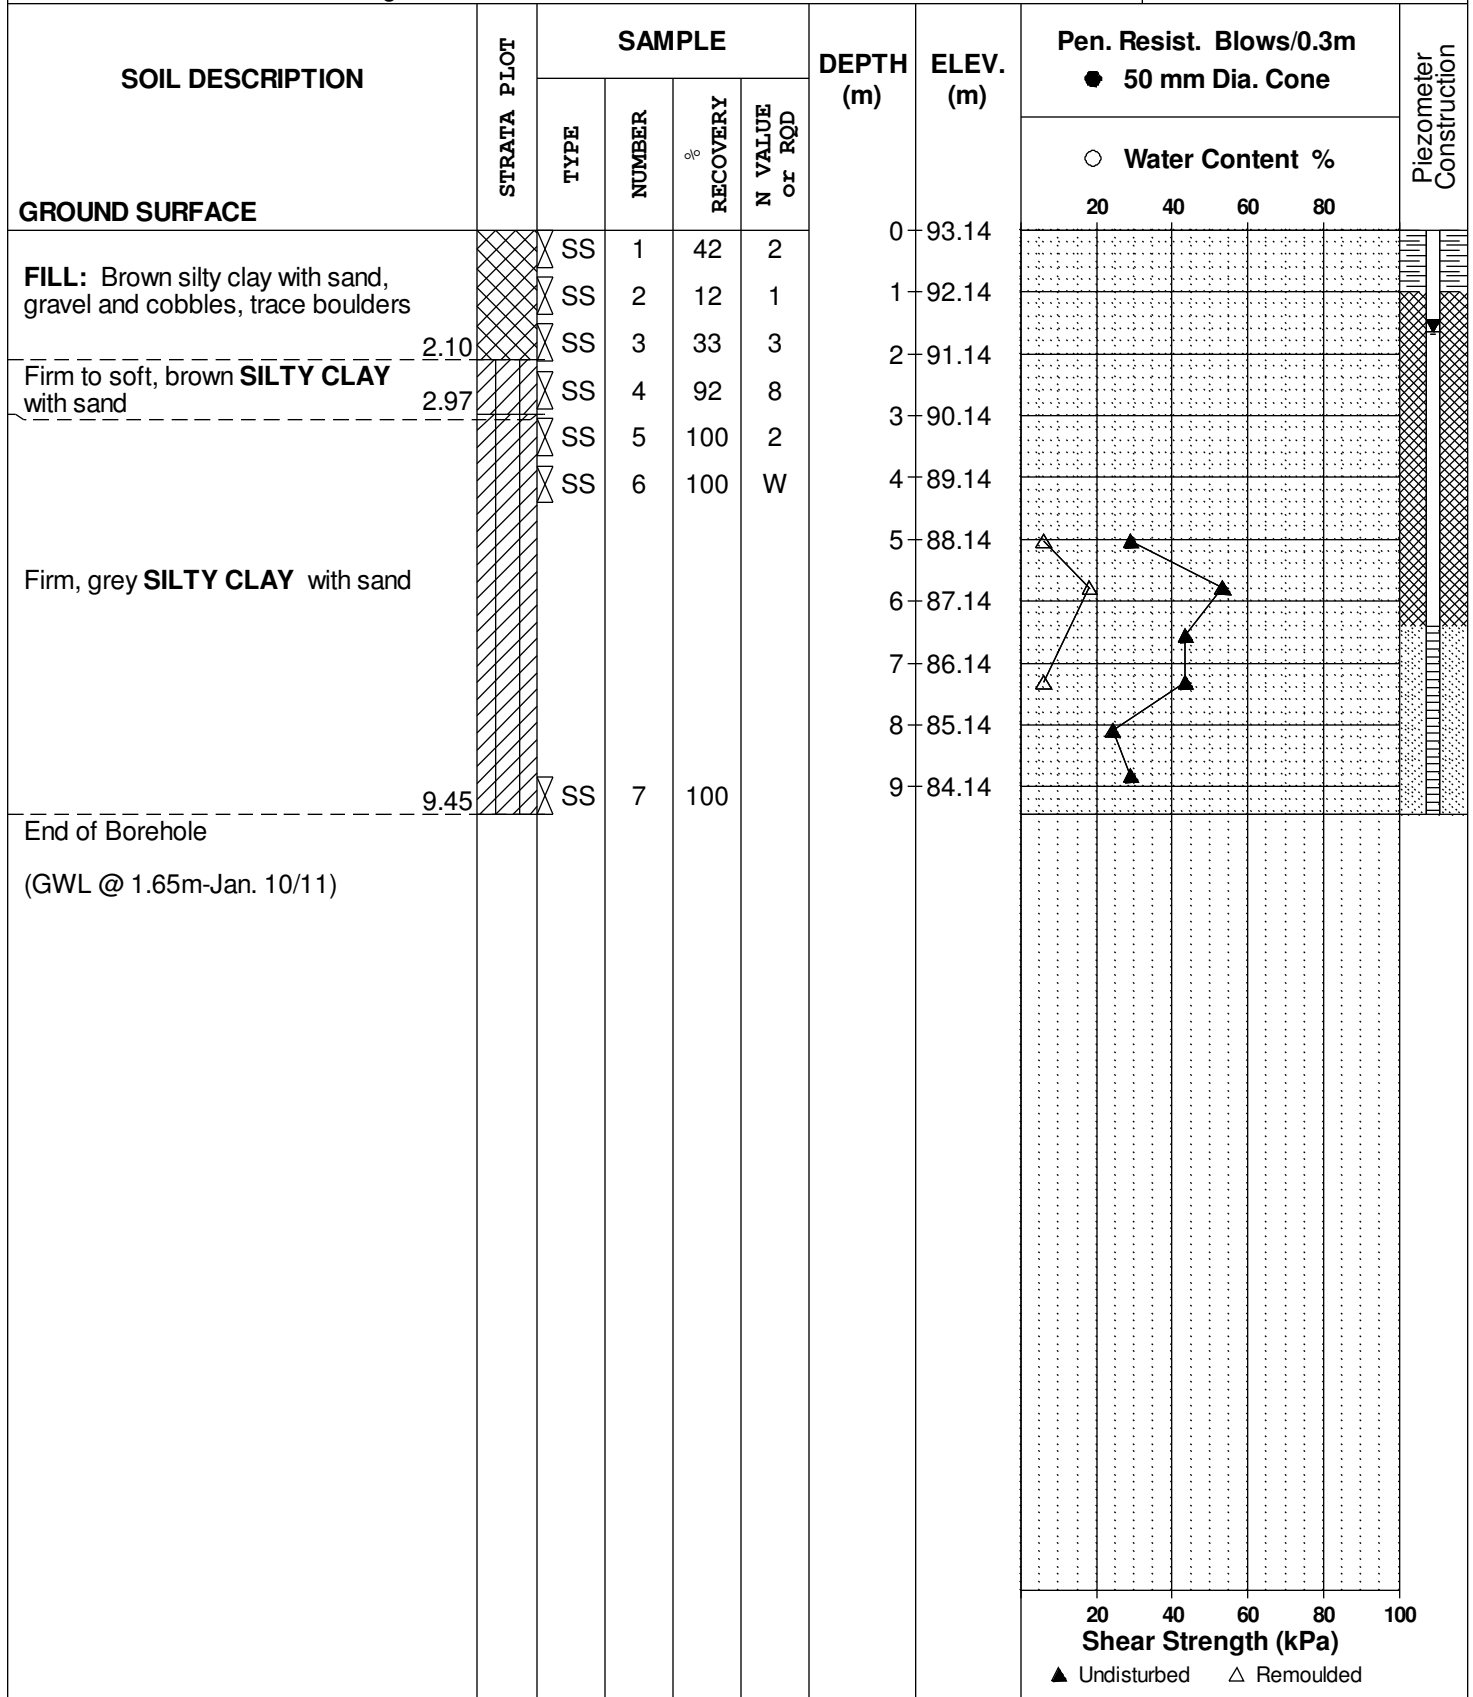 SOIL DESCRIPTION
GROUND SURFACE
STRATA PLOT
SAMPLE
TYPE
NUMBER
% RECOVERY
N VALUE or RQD
DEPTH (m)
ELEV. (m)
Pen. Resist. Blows/0.3m
● 50 mm Dia. Cone
○ Water Content %
20 40 60 80
Piezometer Construction
0 93.14
SS 1 42 2
FILL: Brown silty clay with sand,
gravel and cobbles, trace boulders
SS 2 12 1
1 92.14
2.10
SS 3 33 3
2 91.14
Firm to soft, brown SILTY CLAY
with sand 2.97
SS 4 92 8
3 90.14
SS 5 100 2
SS 6 100 W
4 89.14
5 88.14
Firm, grey SILTY CLAY with sand
6 87.14
7 86.14
8 85.14
9 84.14
9.45
SS 7 100
End of Borehole
(GWL @ 1.65m-Jan. 10/11)
20 40 60 80 100
Shear Strength (kPa)
▲ Undisturbed △ Remoulded